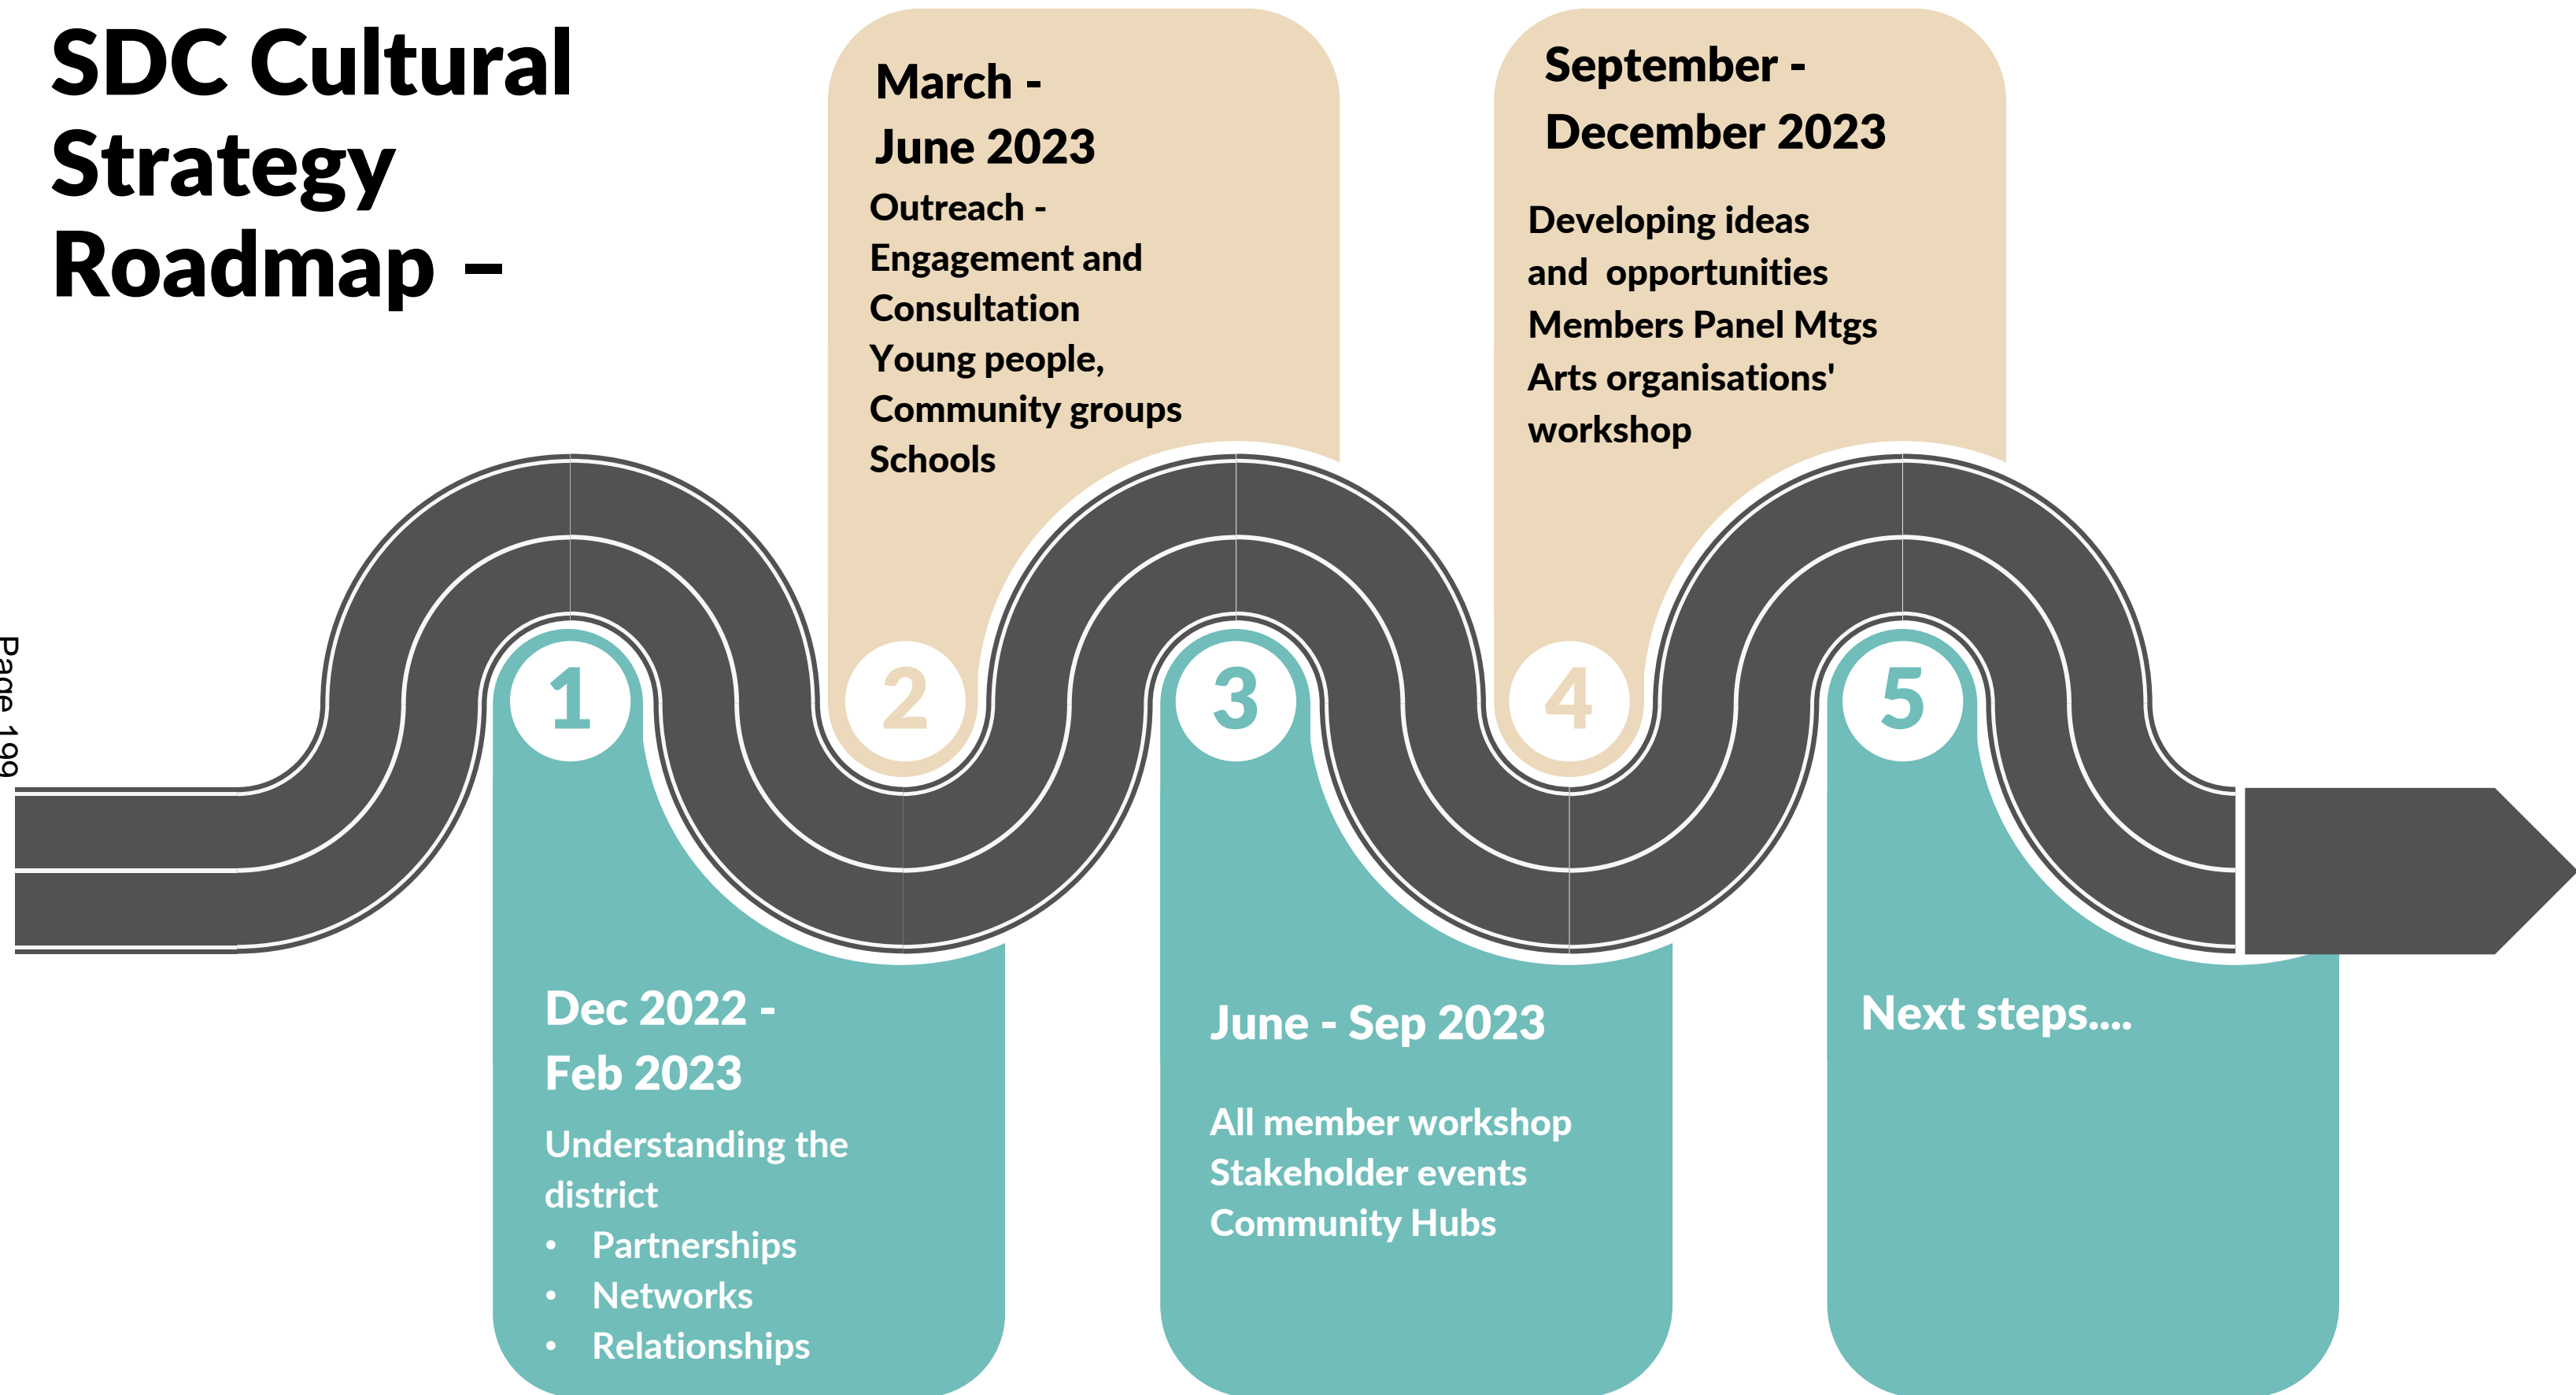 SDC Cultural
Strategy
Roadmap –
March -
June 2023
Outreach -
Engagement and
Consultation
Young people,
Community groups
Schools
September -
December 2023
Developing ideas
and  opportunities
Members Panel Mtgs
Arts organisations'
workshop
Page 199
1
2
3
4
5
Dec 2022 -
Feb 2023
Understanding the
district
• Partnerships
• Networks
• Relationships
June - Sep 2023
All member workshop
Stakeholder events
Community Hubs
Next steps....